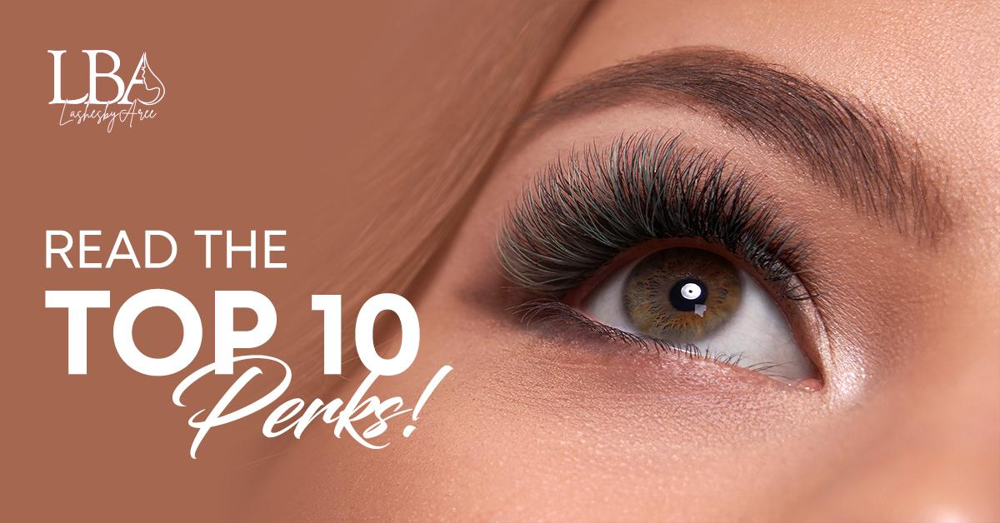 LBA
LashesbyAree
READ THE
TOP 10
Perks!